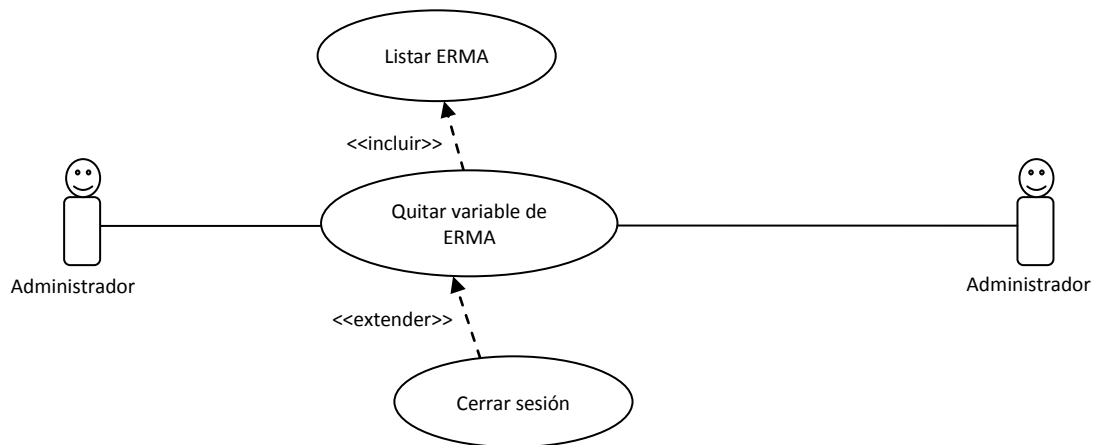 Listar ERMA
<<incluir>>
Quitar variable de
ERMA
Administrador
Administrador
<<extender>>
Cerrar sesión